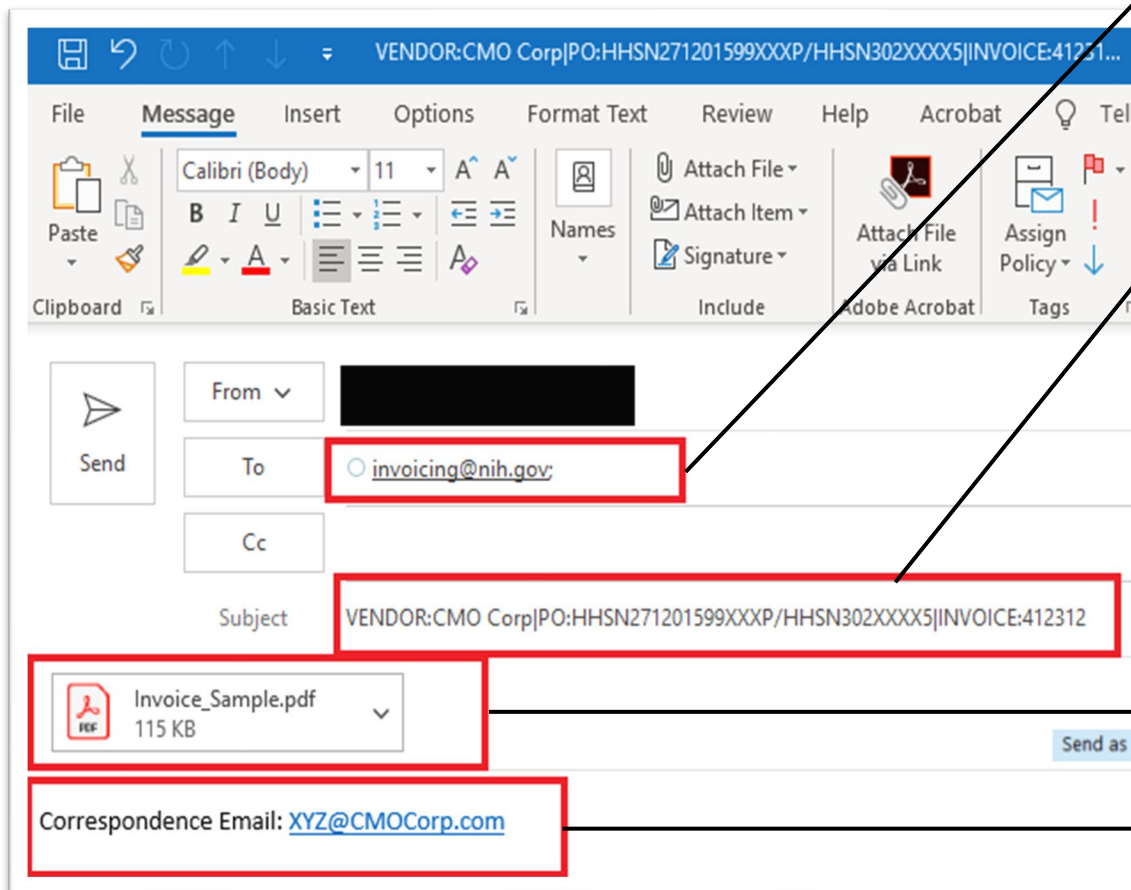 VENDOR:CMO Corp|PO:HHSN271201599XXXP/HHSN302XXXX5|INVOICE:41231...
File Message Insert Options Format Text Review Help Acrobat Tel
Calibri (Body) 11 A A
Attach File
B I U
Attach Item
Paste
Names
Attach File via Link
Assign Policy
A
Signature
Clipboard Basic Text Include Adobe Acrobat Tags
From
Send
To invoicing@nih.gov;
Cc
Subject VENDOR:CMO Corp|PO:HHSN271201599XXXP/HHSN302XXXX5|INVOICE:412312
PDF
Invoice_Sample.pdf
115 KB
Send as
Correspondence Email: XYZ@CMOCorp.com